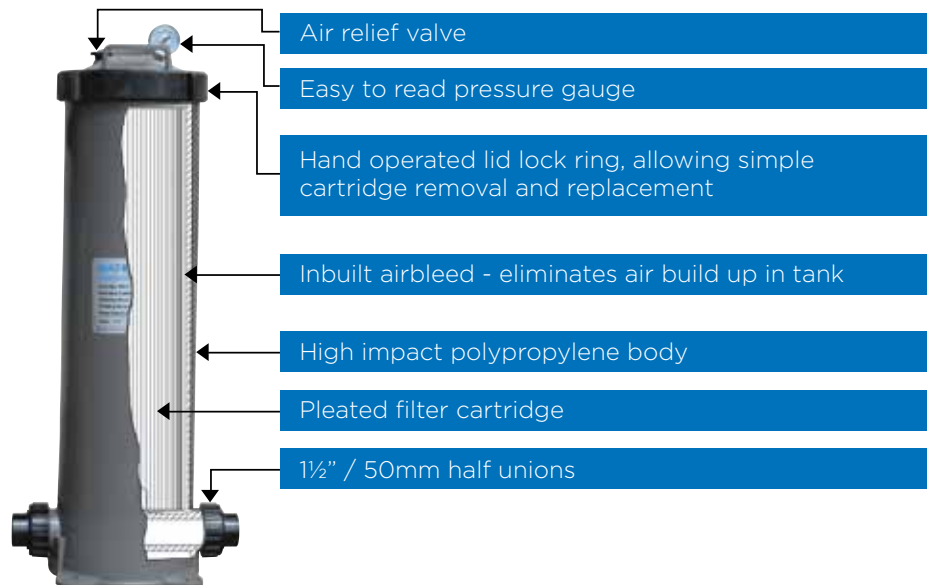 Air relief valve
Easy to read pressure gauge
Hand operated lid lock ring, allowing simple
cartridge removal and replacement
Inbuilt airbleed - eliminates air build up in tank
High impact polypropylene body
Pleated filter cartridge
1½” / 50mm half unions